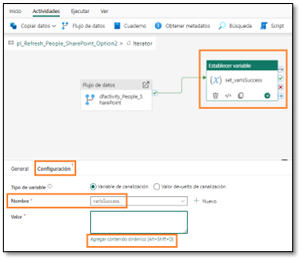 Inicio Actividades Ejecutar Ver
Copiar datos Flujo de datos Cuaderno Obtener metadatos Búsqueda Script
pl_Refresh_People_SharePoint_Option2 > Iterator
Establecer variable
set_varisSuccess
Flujo de datos
dfactivity_People_S
harePoint
General Configuración
Tipo de variable Variable de canalización Valor devuelto de canalización
Nombre * varIsSuccess Nuevo
Valor *
Agregar contenido dinámico [Alt+Shift+D]